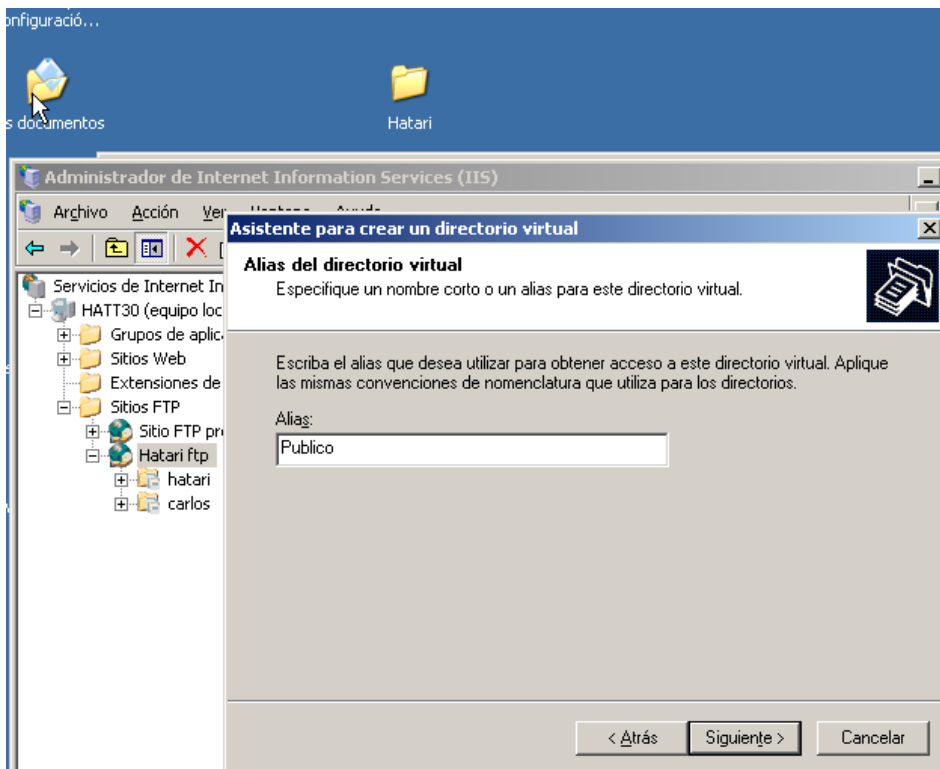 onfiguració...
s documentos
Hatari
Administrador de Internet Information Services (IIS)
Archivo Acción Ver Ventana Ayuda
Asistente para crear un directorio virtual
Alias del directorio virtual
Especifique un nombre corto o un alias para este directorio virtual.
Servicios de Internet In
HATT30 (equipo loc
Grupos de aplic
Sitios Web
Extensiones de
Sitios FTP
Sitio FTP pr
Hatari ftp
hatari
carlos
Escriba el alias que desea utilizar para obtener acceso a este directorio virtual. Aplique
las mismas convenciones de nomenclatura que utiliza para los directorios.
Alias:
Publico
< Atrás
Siguiente >
Cancelar